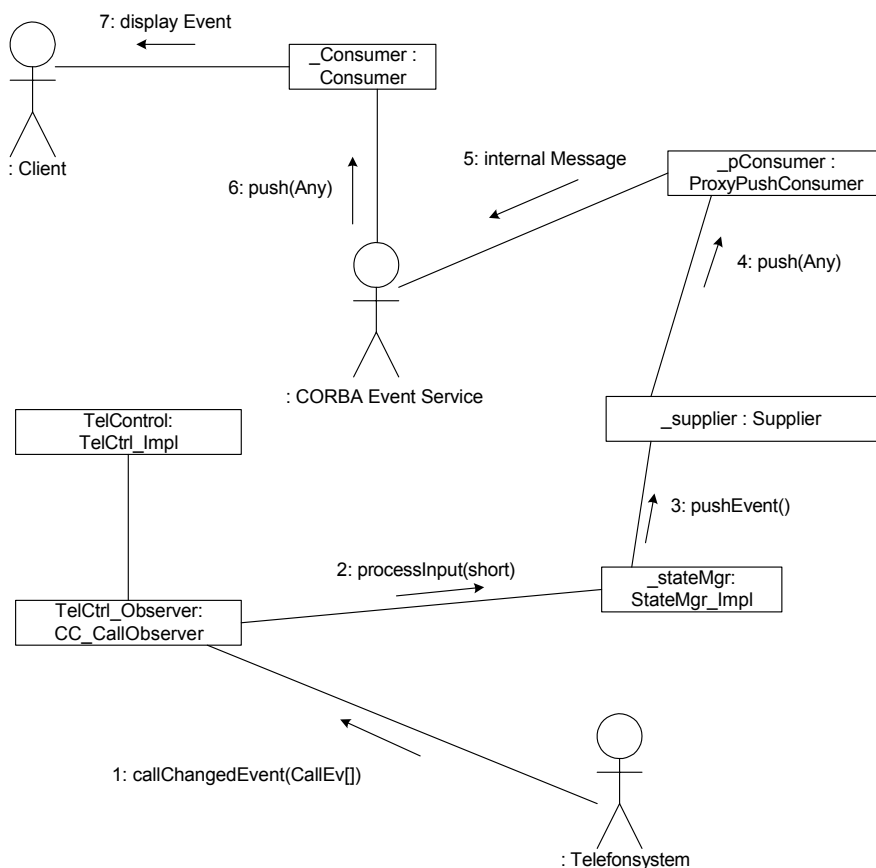 7: display Event
_Consumer :
Consumer
: Client
5: internal Message
_pConsumer :
ProxyPushConsumer
6: push(Any)
4: push(Any)
: CORBA Event Service
TelControl:
TelCtrl_Impl
_supplier : Supplier
3: pushEvent()
2: processInput(short)
_stateMgr:
StateMgr_Impl
TelCtrl_Observer:
CC_CallObserver
1: callChangedEvent(CallEv[])
: Telefonsystem